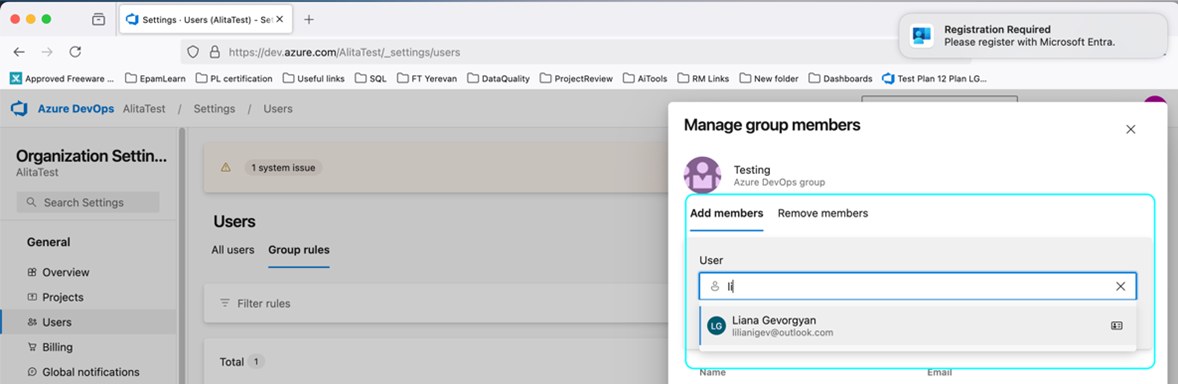 Settings · Users (AlitaTest) - Set
Registration Required
Please register with Microsoft Entra.
https://dev.azure.com/AlitaTest/_settings/users
Approved Freeware ... EpamLearn PL certification Useful links SQL FT Yerevan DataQuality ProjectReview AiTools RM Links New folder Dashboards Test Plan 12 Plan LG...
Azure DevOps AlitaTest / Settings / Users
Organization Settin...
AlitaTest
Search Settings
General
Overview
Projects
Users
Billing
Global notifications
1 system issue
Users
All users Group rules
Filter rules
Total 1
Manage group members
Testing
Azure DevOps group
Add members Remove members
User
li
LG
Liana Gevorgyan
lilianigev@outlook.com
Name Email